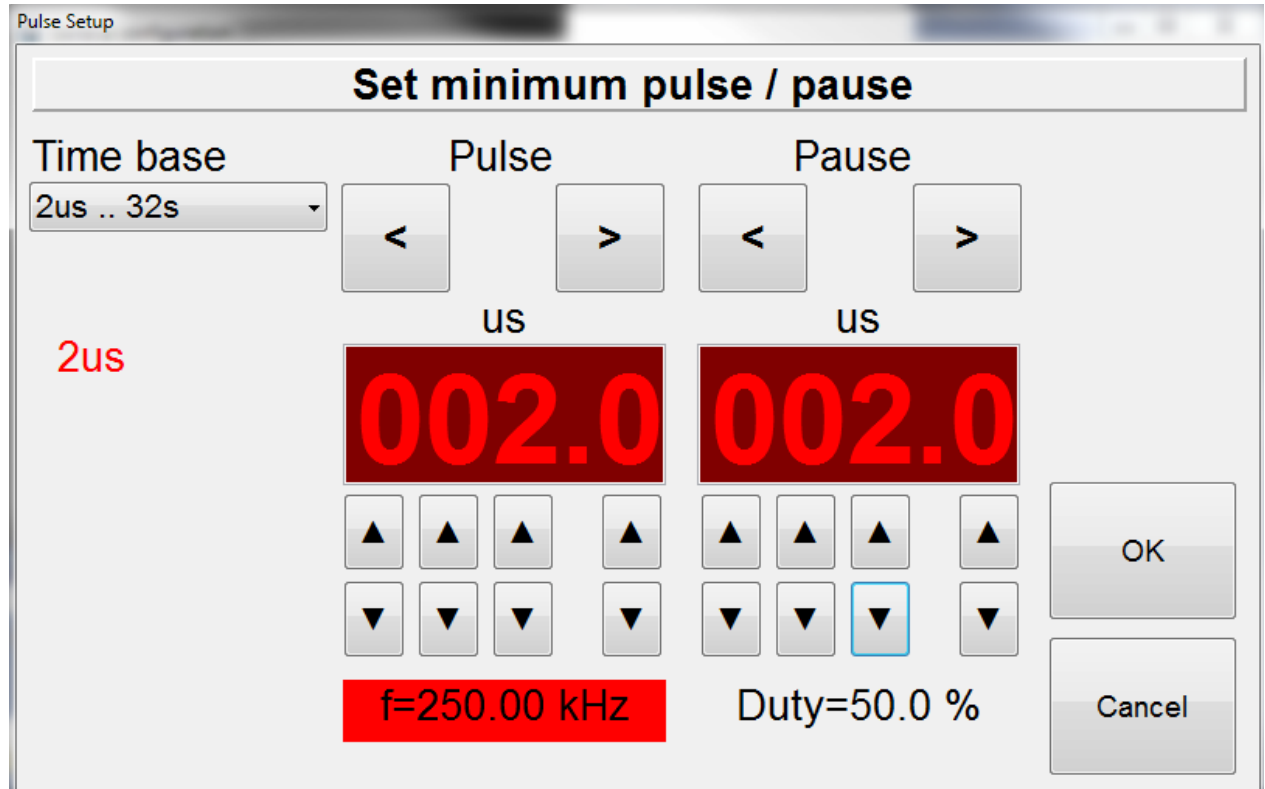 Pulse Setup
Set minimum pulse / pause
Time base
Pulse
Pause
2us .. 32s
<
>
<
>
us
us
2us
002.0
002.0
▲ ▲ ▲ ▲ ▲ ▲ ▲ ▲
▼ ▼ ▼ ▼ ▼ ▼ ▼ ▼
OK
f=250.00 kHz
Duty=50.0 %
Cancel